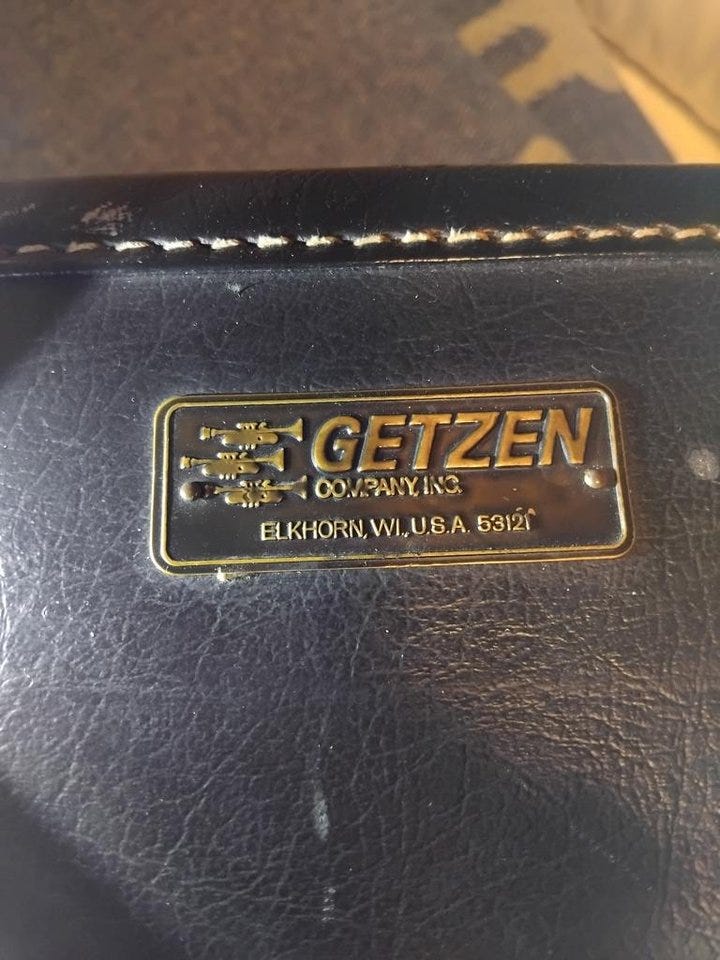 GETZEN
COMPANY, INC.
ELKHORN, WI., U.S.A. 53121